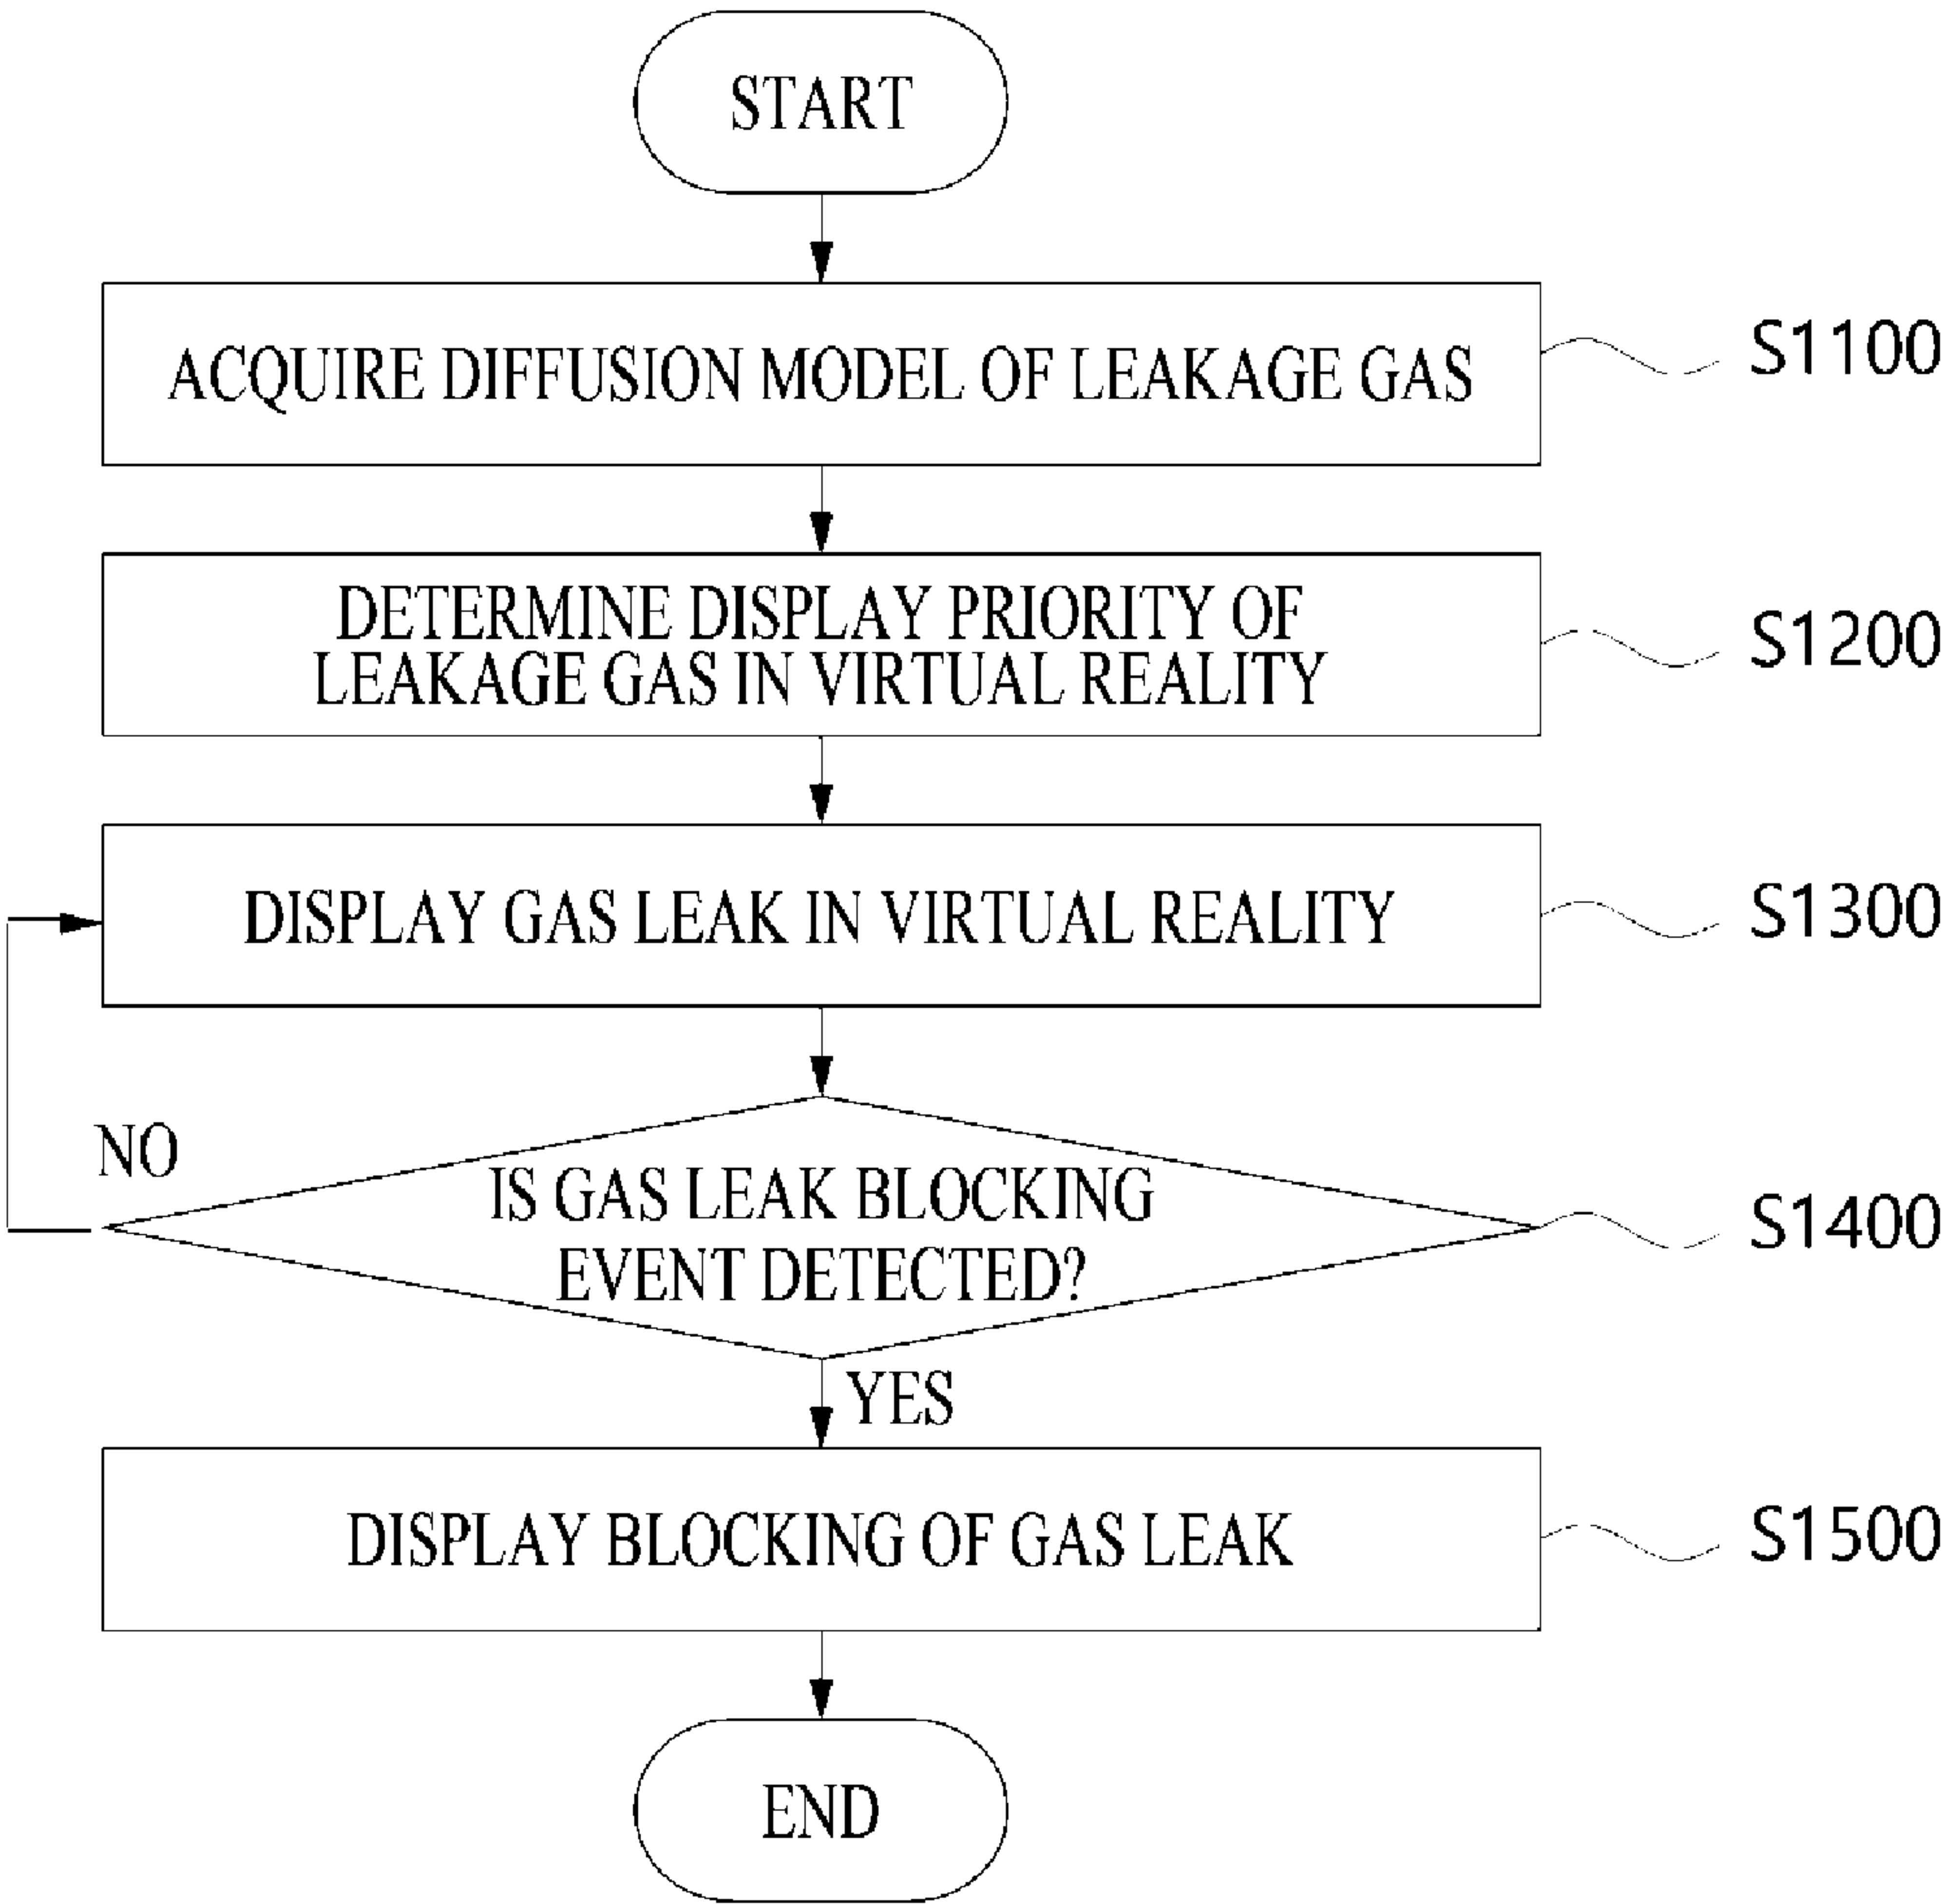 START
ACQUIRE DIFFUSION MODEL OF LEAKAGE GAS
S1100
DETERMINE DISPLAY PRIORITY OF
LEAKAGE GAS IN VIRTUAL REALITY
S1200
DISPLAY GAS LEAK IN VIRTUAL REALITY
S1300
NO
IS GAS LEAK BLOCKING
EVENT DETECTED?
S1400
YES
DISPLAY BLOCKING OF GAS LEAK
S1500
END